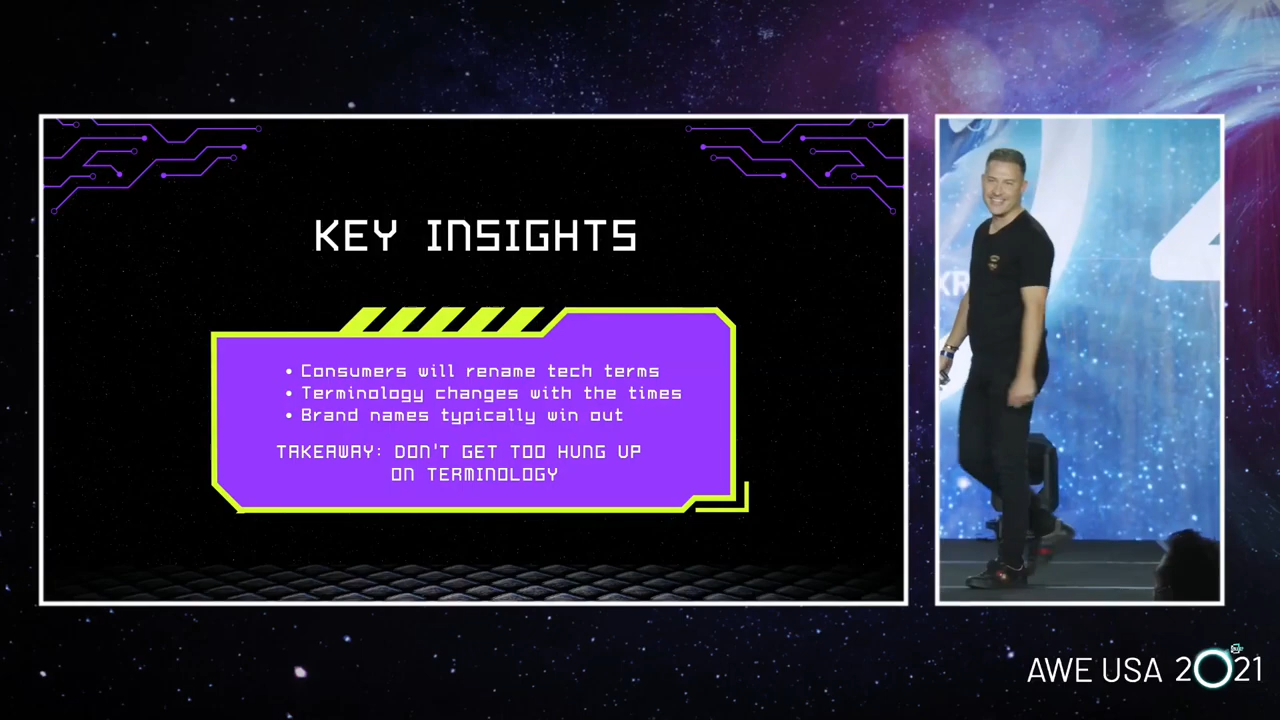 KEY INSIGHTS
• Consumers will rename tech terms
• Terminology changes with the times
• Brand names typically win out
TAKEAWAY: DON'T GET TOO HUNG UP
ON TERMINOLOGY
XR
AWE USA 2021